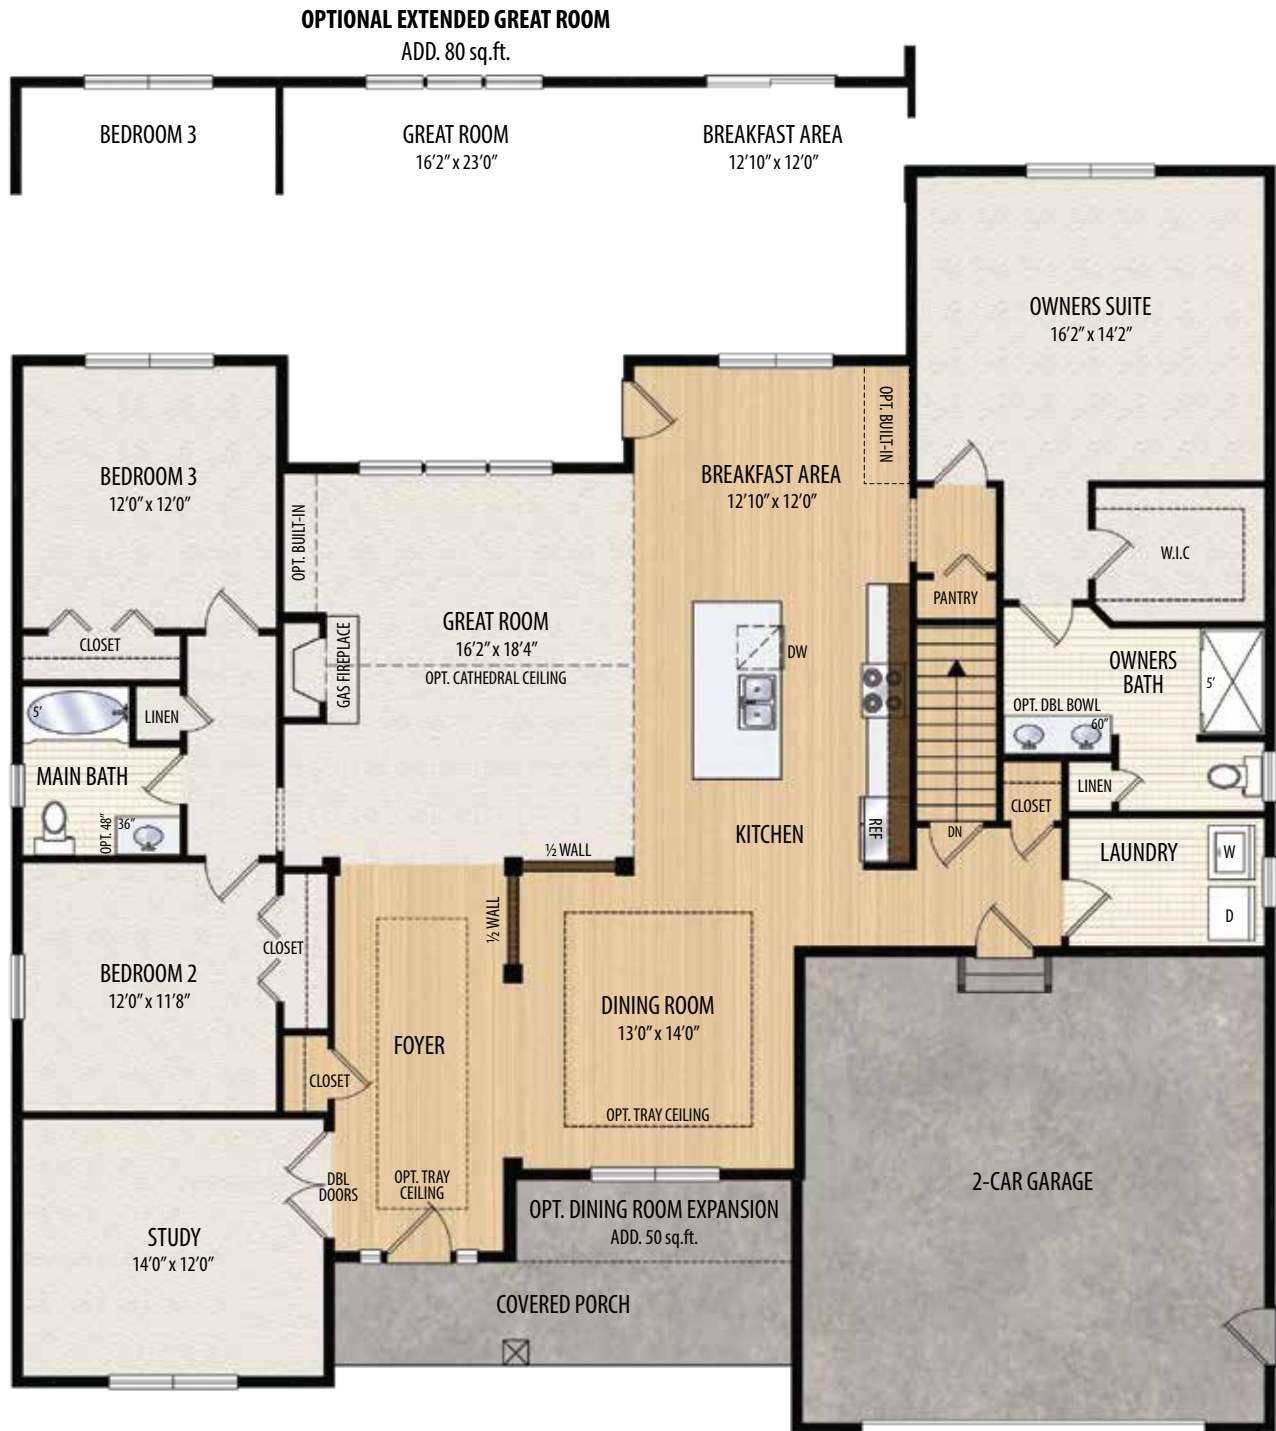 OPTIONAL EXTENDED GREAT ROOM
ADD. 80 sq.ft.
BEDROOM 3
GREAT ROOM
16'2" x 23'0"
BREAKFAST AREA
12'10" x 12'0"
OWNERS SUITE
16'2" x 14'2"
BEDROOM 3
12'0" x 12'0"
OPT. BUILT-IN
BREAKFAST AREA
12'10" x 12'0"
OPT. BUILT-IN
W.I.C
PANTRY
CLOSET
GREAT ROOM
16'2" x 18'4"
OPT. CATHEDRAL CEILING
GAS FIREPLACE
DW
OWNERS
BATH
5'
OPT. DBL BOWL
60"
5'
LINEN
MAIN BATH
OPT. 48"
36"
LINEN
CLOSET
KITCHEN
REF
DN
LAUNDRY
W
D
½ WALL
½ WALL
CLOSET
BEDROOM 2
12'0" x 11'8"
DINING ROOM
13'0" x 14'0"
OPT. TRAY CEILING
FOYER
CLOSET
OPT. TRAY
CEILING
DBL
DOORS
2-CAR GARAGE
OPT. DINING ROOM EXPANSION
ADD. 50 sq.ft.
STUDY
14'0" x 12'0"
COVERED PORCH